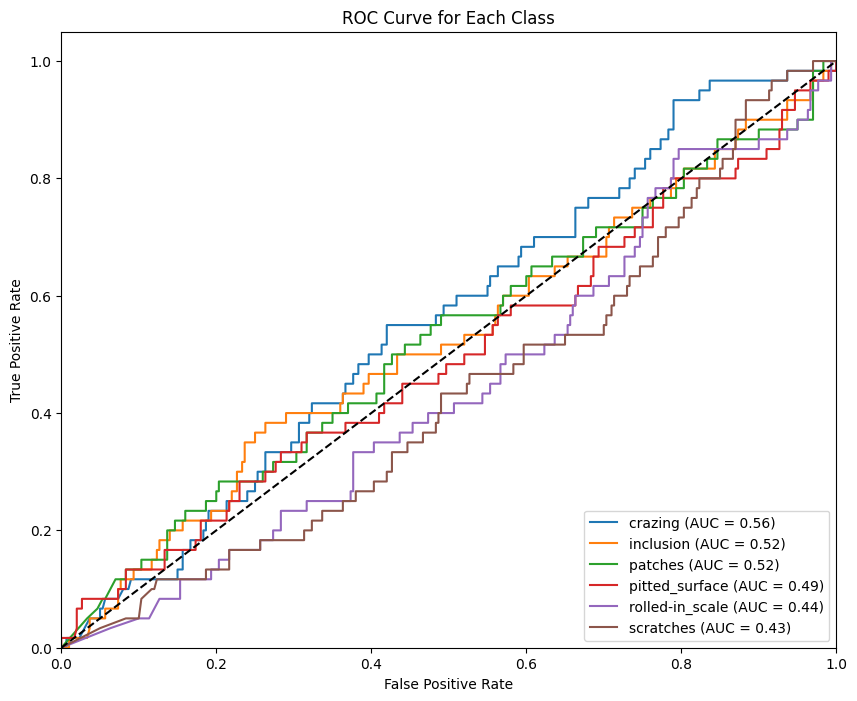 ROC Curve for Each Class
True Positive Rate
1.0
0.8
0.6
0.4
0.2
0.0
crazing (AUC = 0.56)
inclusion (AUC = 0.52)
patches (AUC = 0.52)
pitted_surface (AUC = 0.49)
rolled-in_scale (AUC = 0.44)
scratches (AUC = 0.43)
0.0 0.2 0.4 0.6 0.8 1.0
False Positive Rate